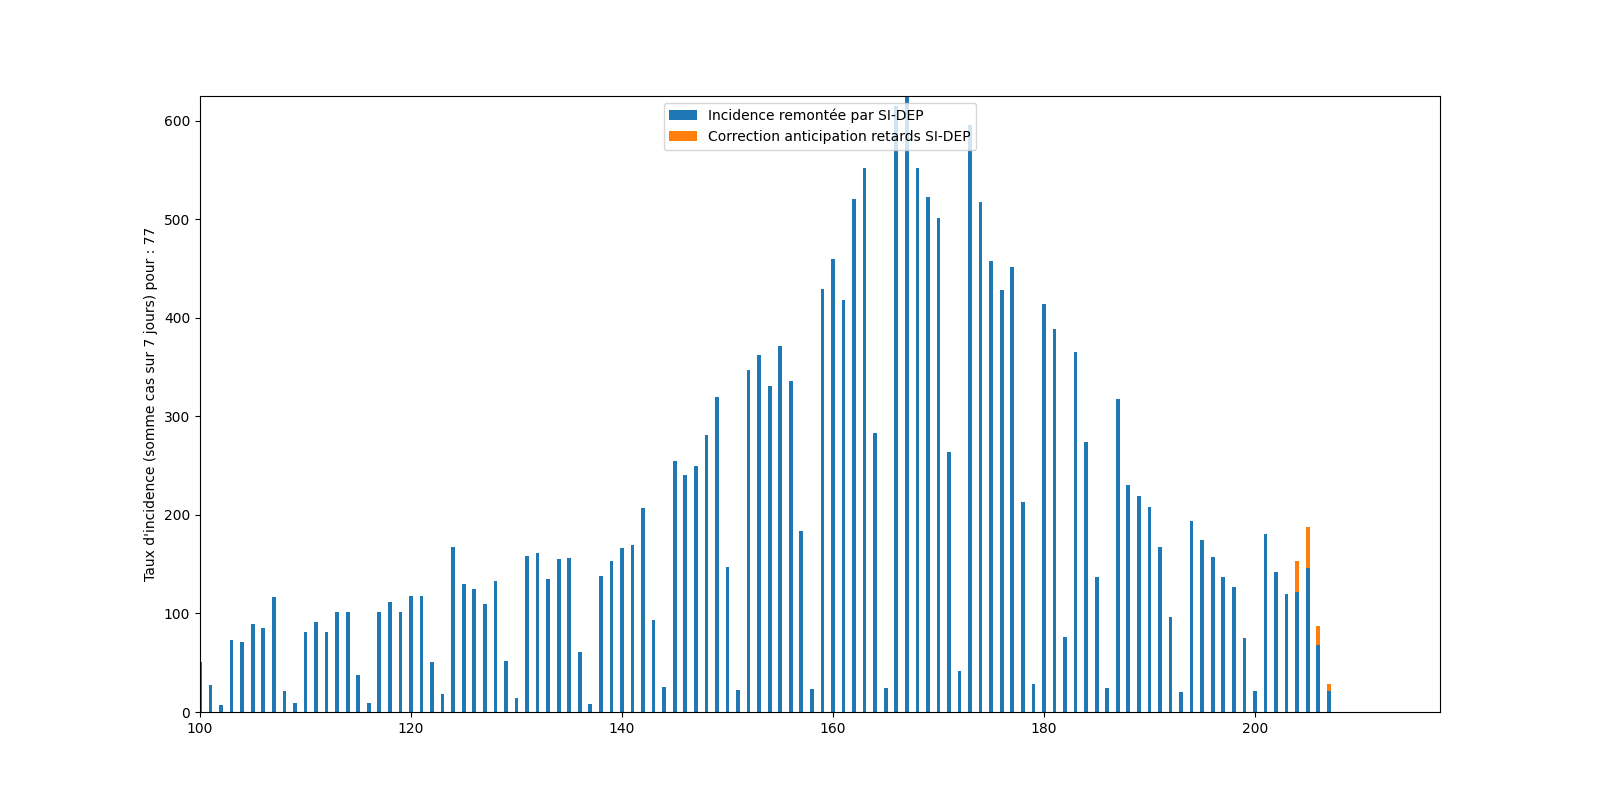 Incidence remontée par SI-DEP
Correction anticipation retards SI-DEP
Taux d'incidence (somme cas sur 7 jours) pour : 77
600
500
400
300
200
100
0
100 120 140 160 180 200